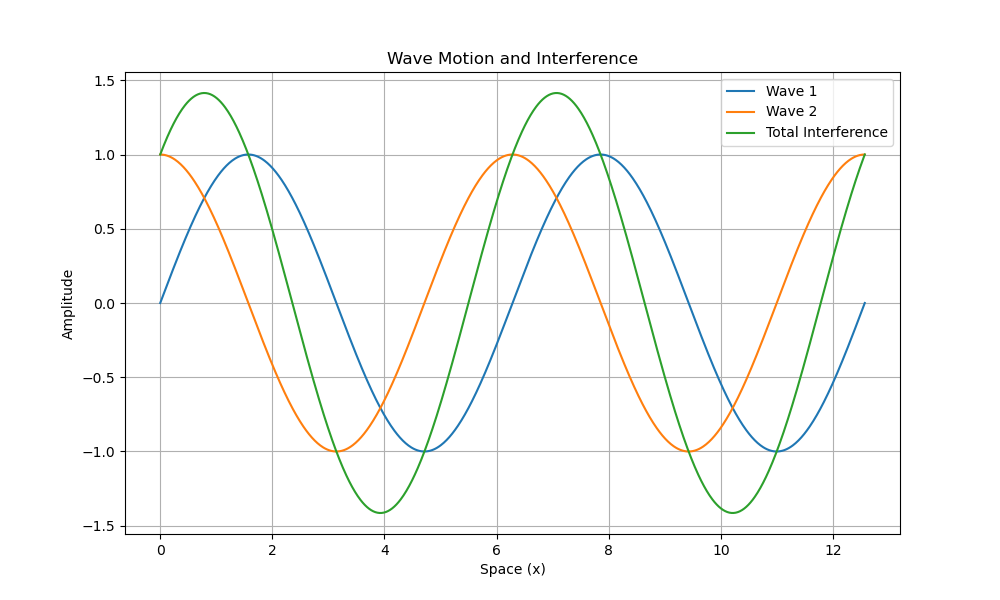 Wave Motion and Interference
1.5
1.0
0.5
0.0
−0.5
−1.0
−1.5
Amplitude
Wave 1
Wave 2
Total Interference
0 2 4 6 8 10 12
Space (x)